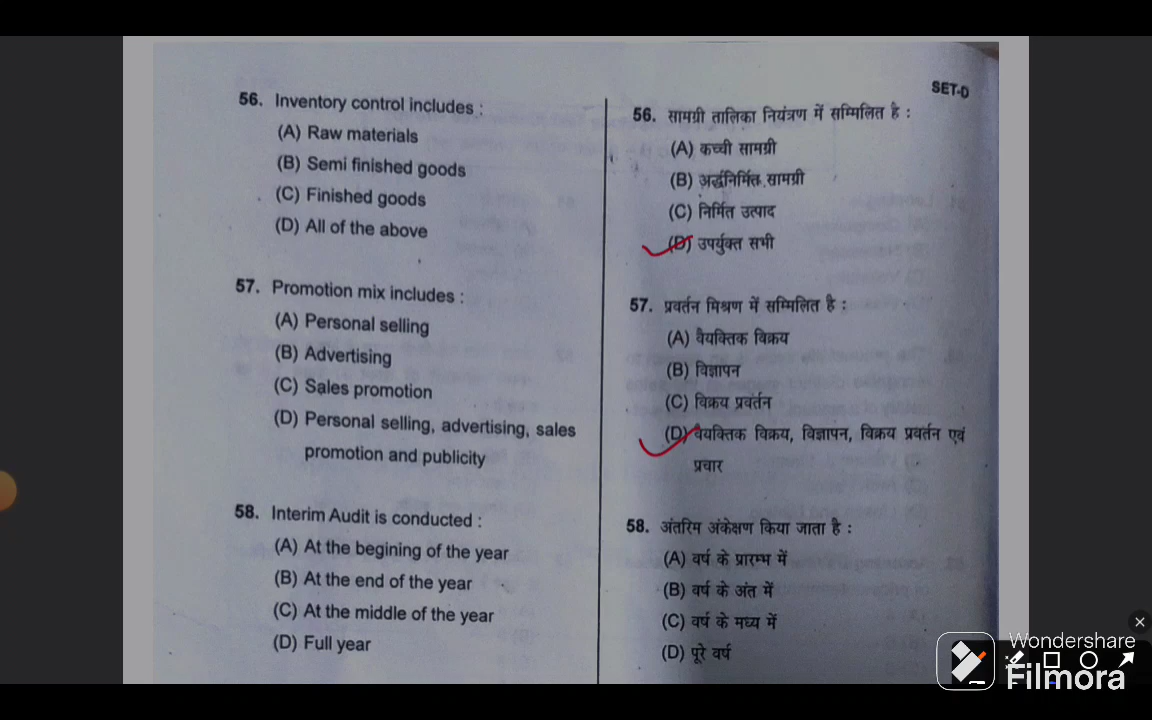 SET-D
56. Inventory control includes :
(A) Raw materials
(B) Semi finished goods
(C) Finished goods
(D) All of the above
57. Promotion mix includes :
(A) Personal selling
(B) Advertising
(C) Sales promotion
(D) Personal selling, advertising, sales
promotion and publicity
58. Interim Audit is conducted :
(A) At the begining of the year
(B) At the end of the year
(C) At the middle of the year
(D) Full year
56. सामग्री तालिका नियंत्रण में सम्मिलित है :
(A) कच्ची सामग्री
(B) अर्द्धनिर्मित सामग्री
(C) निर्मित उत्पाद
(D) उपर्युक्त सभी
57. प्रवर्तन मिश्रण में सम्मिलित है :
(A) वैयक्तिक विक्रय
(B) विज्ञापन
(C) विक्रय प्रवर्तन
(D) वैयक्तिक विक्रय, विज्ञापन, विक्रय प्रवर्तन एवं
प्रचार
58. अंतरिम अंकेक्षण किया जाता है :
(A) वर्ष के प्रारम्भ में
(B) वर्ष के अंत में
(C) वर्ष के मध्य में
(D) पूरे वर्ष
Wondershare
Filmora